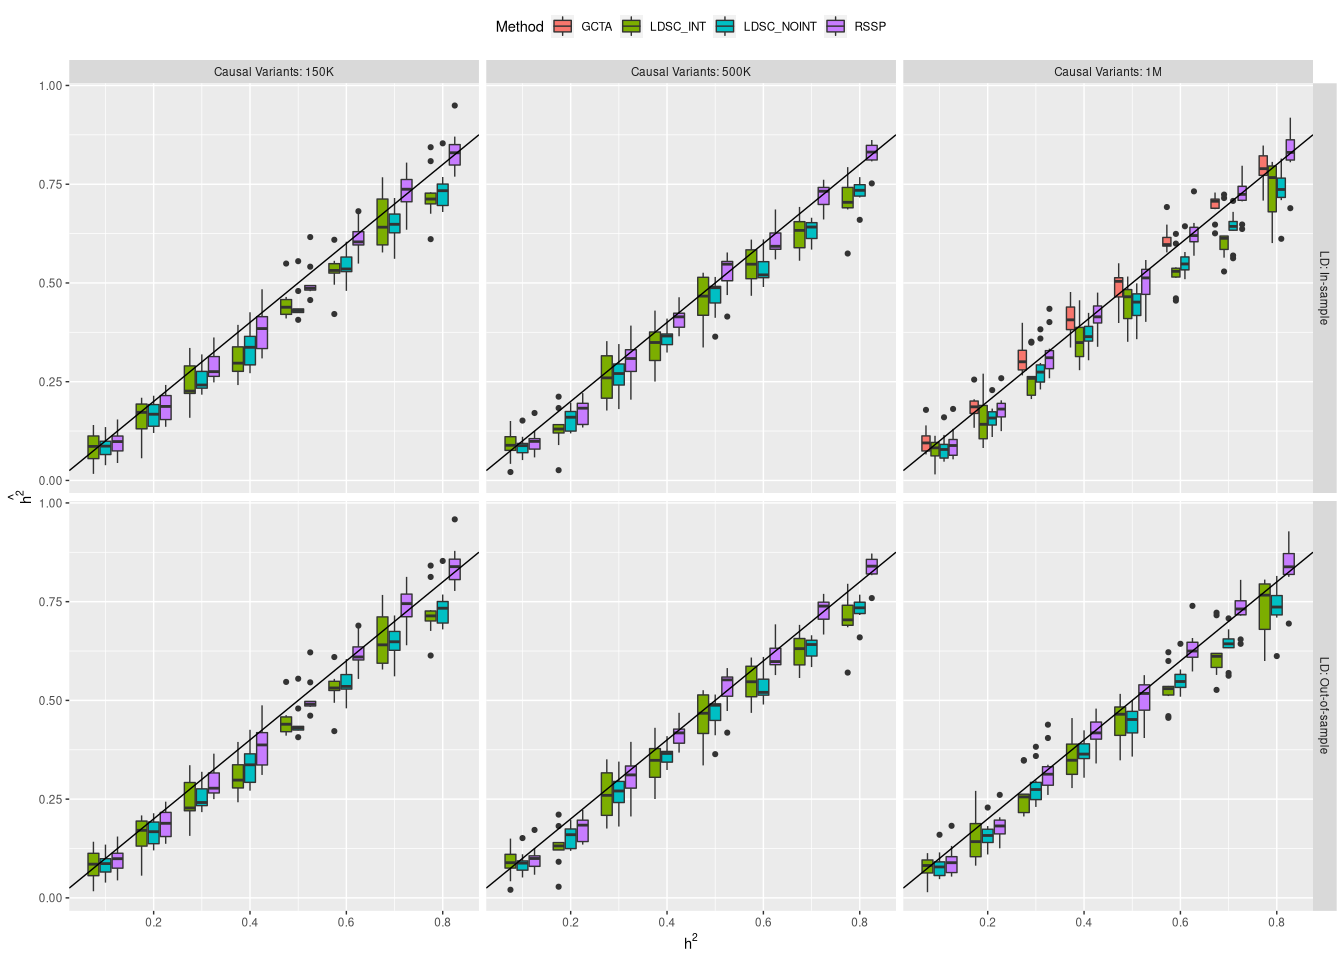 Method GCTA LDSC_INT LDSC_NOINT RSSP
Causal Variants: 150K
Causal Variants: 500K
Causal Variants: 1M
1.00
0.75
0.50
0.25
0.00
LD: In-sample
ĥ²
1.00
0.75
0.50
0.25
0.00
LD: Out-of-sample
0.2 0.4 0.6 0.8
0.2 0.4 0.6 0.8
0.2 0.4 0.6 0.8
h²